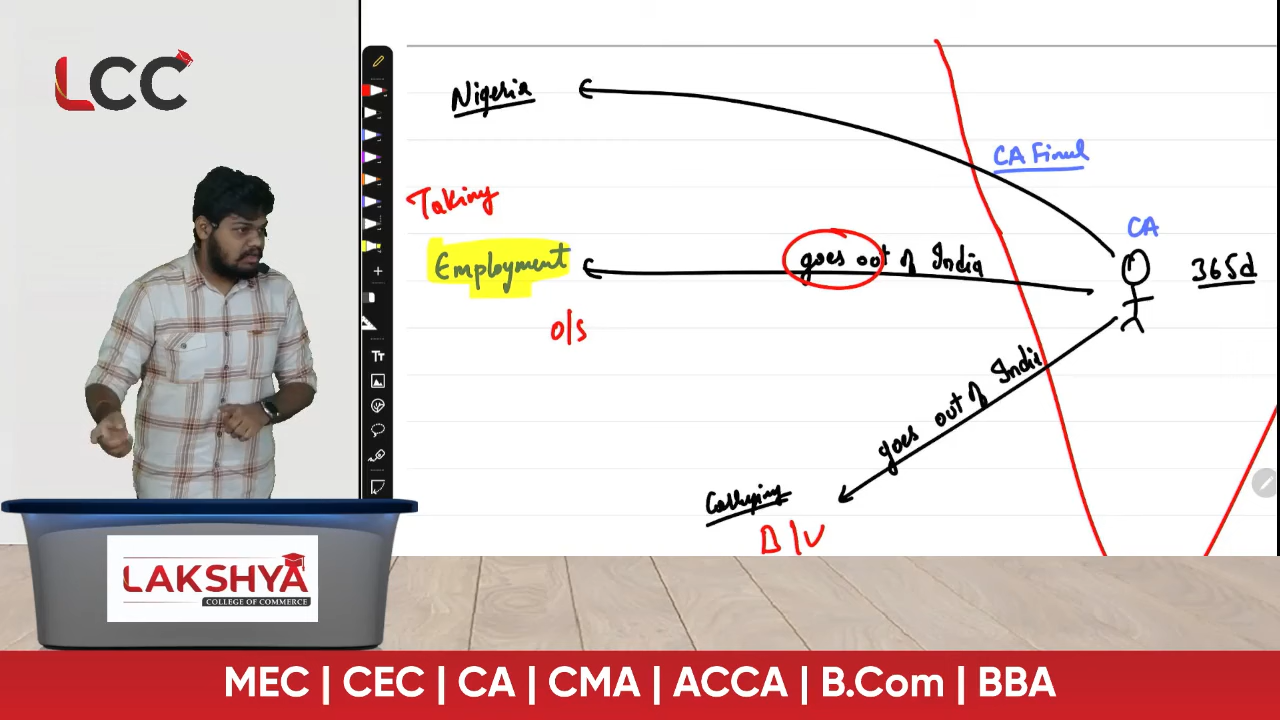 LCC
Nigeria
CA Final
Taking
CA
Employment
goes out of India
365d
o/s
goes out of India
Carrying
B/V
Tт
LAKSHYA
COLLEGE OF COMMERCE
MEC | CEC | CA | CMA | ACCA | B.Com | BBA